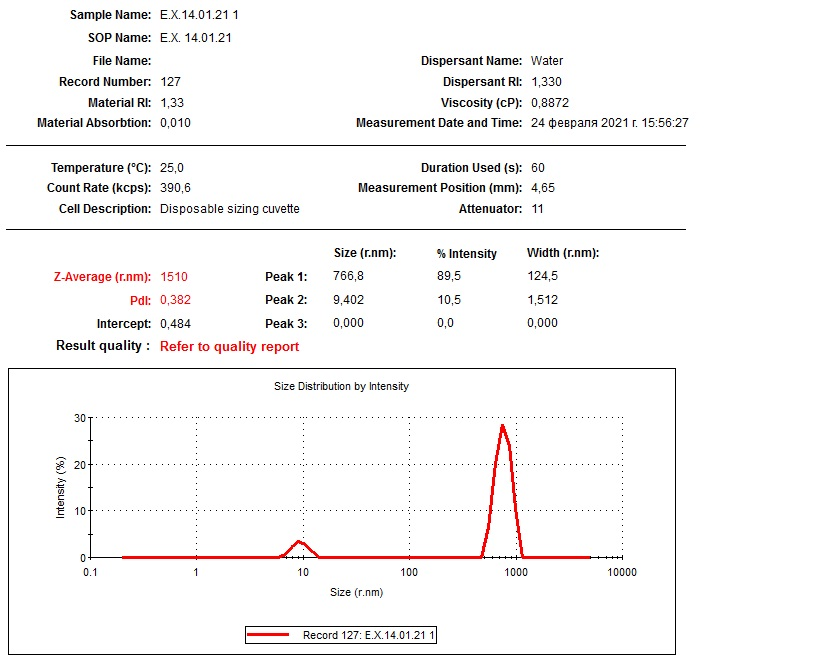 Sample Name: E.X.14.01.21 1
SOP Name: E.X. 14.01.21
File Name: Dispersant Name: Water
Record Number: 127 Dispersant RI: 1,330
Material RI: 1,33 Viscosity (cP): 0,8872
Material Absorbtion: 0,010 Measurement Date and Time: 24 февраля 2021 г. 15:56:27
Temperature (°C): 25,0 Duration Used (s): 60
Count Rate (kcps): 390,6 Measurement Position (mm): 4,65
Cell Description: Disposable sizing cuvette Attenuator: 11
Size (r.nm): % Intensity Width (r.nm):
Z-Average (r.nm): 1510 Peak 1: 766,8 89,5 124,5
PdI: 0,382 Peak 2: 9,402 10,5 1,512
Intercept: 0,484 Peak 3: 0,000 0,0 0,000
Result quality : Refer to quality report
Size Distribution by Intensity
Intensity (%)
30
20
10
0
0.1 1 10 100 1000 10000
Size (r.nm)
Record 127: E.X.14.01.21 1